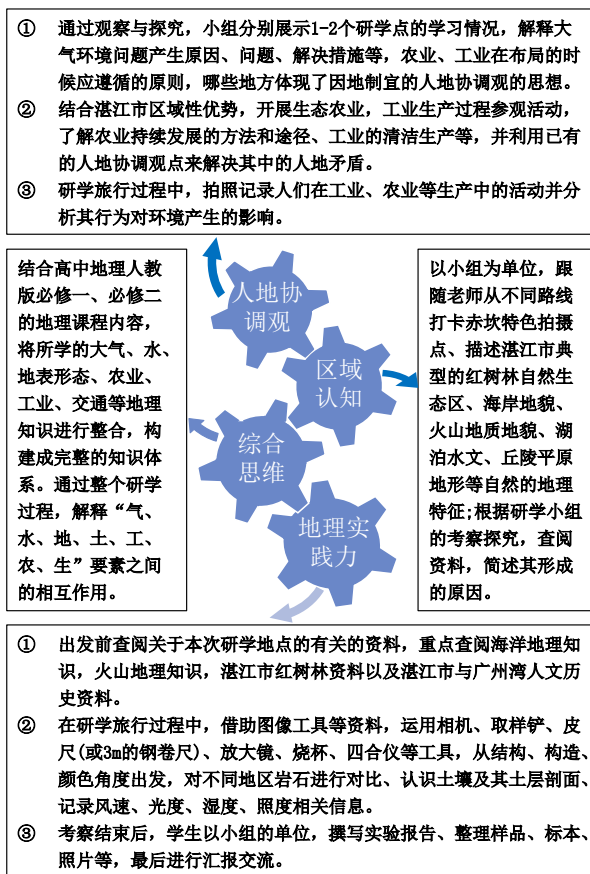 ① 通过观察与探究，小组分别展示1-2个研学点的学习情况，解释大
气环境问题产生原因、问题、解决措施等，农业、工业在布局的时
候应遵循的原则，哪些地方体现了因地制宜的人地协调观的思想。
② 结合湛江市区域性优势，开展生态农业，工业生产过程参观活动，
了解农业持续发展的方法和途径、工业的清洁生产等，并利用已有
的人地协调观点来解决其中的人地矛盾。
③ 研学旅行过程中，拍照记录人们在工业、农业等生产中的活动并分
析其行为对环境产生的影响。
结合高中地理人教
版必修一、必修二
的地理课程内容，
将所学的大气、水、
地表形态、农业、
工业、交通等地理
知识进行整合，构
建成完整的知识体
系。通过整个研学
过程，解释“气、
水、地、土、工、
农、生”要素之间
的相互作用。
人地协
调观
区域
认知
综合
思维
地理实
践力
以小组为单位，跟
随老师从不同路线
打卡赤坎特色拍摄
点、描述湛江市典
型的红树林自然生
态区、海岸地貌、
火山地质地貌、湖
泊水文、丘陵平原
地形等自然的地理
特征;根据研学小组
的考察探究，查阅
资料，简述其形成
的原因。
① 出发前查阅关于本次研学地点的有关的资料，重点查阅海洋地理知
识，火山地理知识，湛江市红树林资料以及湛江市与广州湾人文历
史资料。
② 在研学旅行过程中，借助图像工具等资料，运用相机、取样铲、皮
尺(或3m的钢卷尺)、放大镜、烧杯、四合仪等工具，从结构、构造、
颜色角度出发，对不同地区岩石进行对比、认识土壤及其土层剖面、
记录风速、光度、湿度、照度相关信息。
③ 考察结束后，学生以小组的单位，撰写实验报告、整理样品、标本、
照片等，最后进行汇报交流。